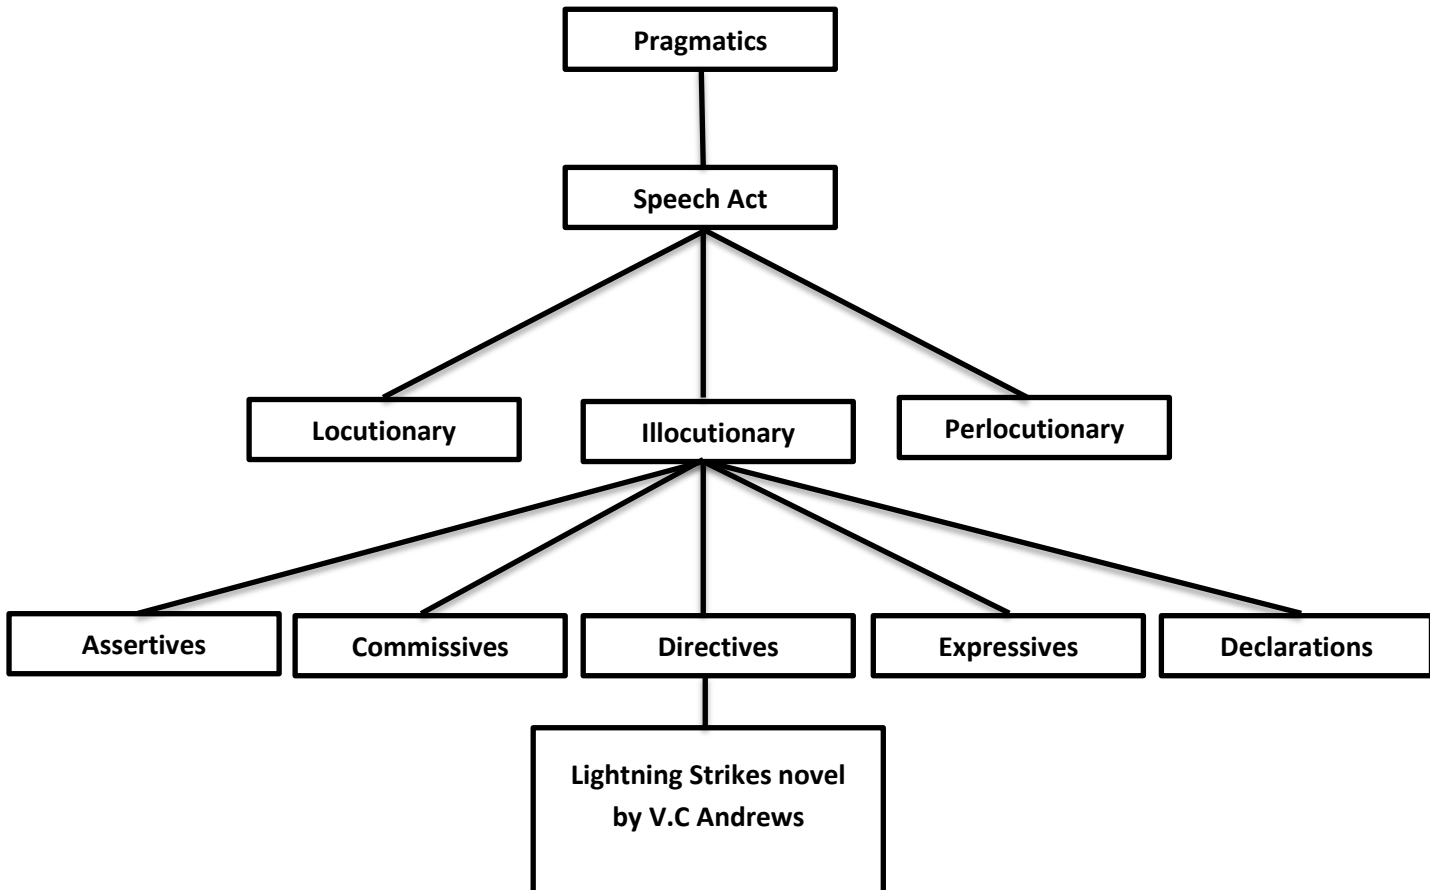 Pragmatics
Speech Act
Locutionary
Illocutionary
Perlocutionary
Assertives
Commissives
Directives
Expressives
Declarations
Lightning Strikes novel
by V.C Andrews